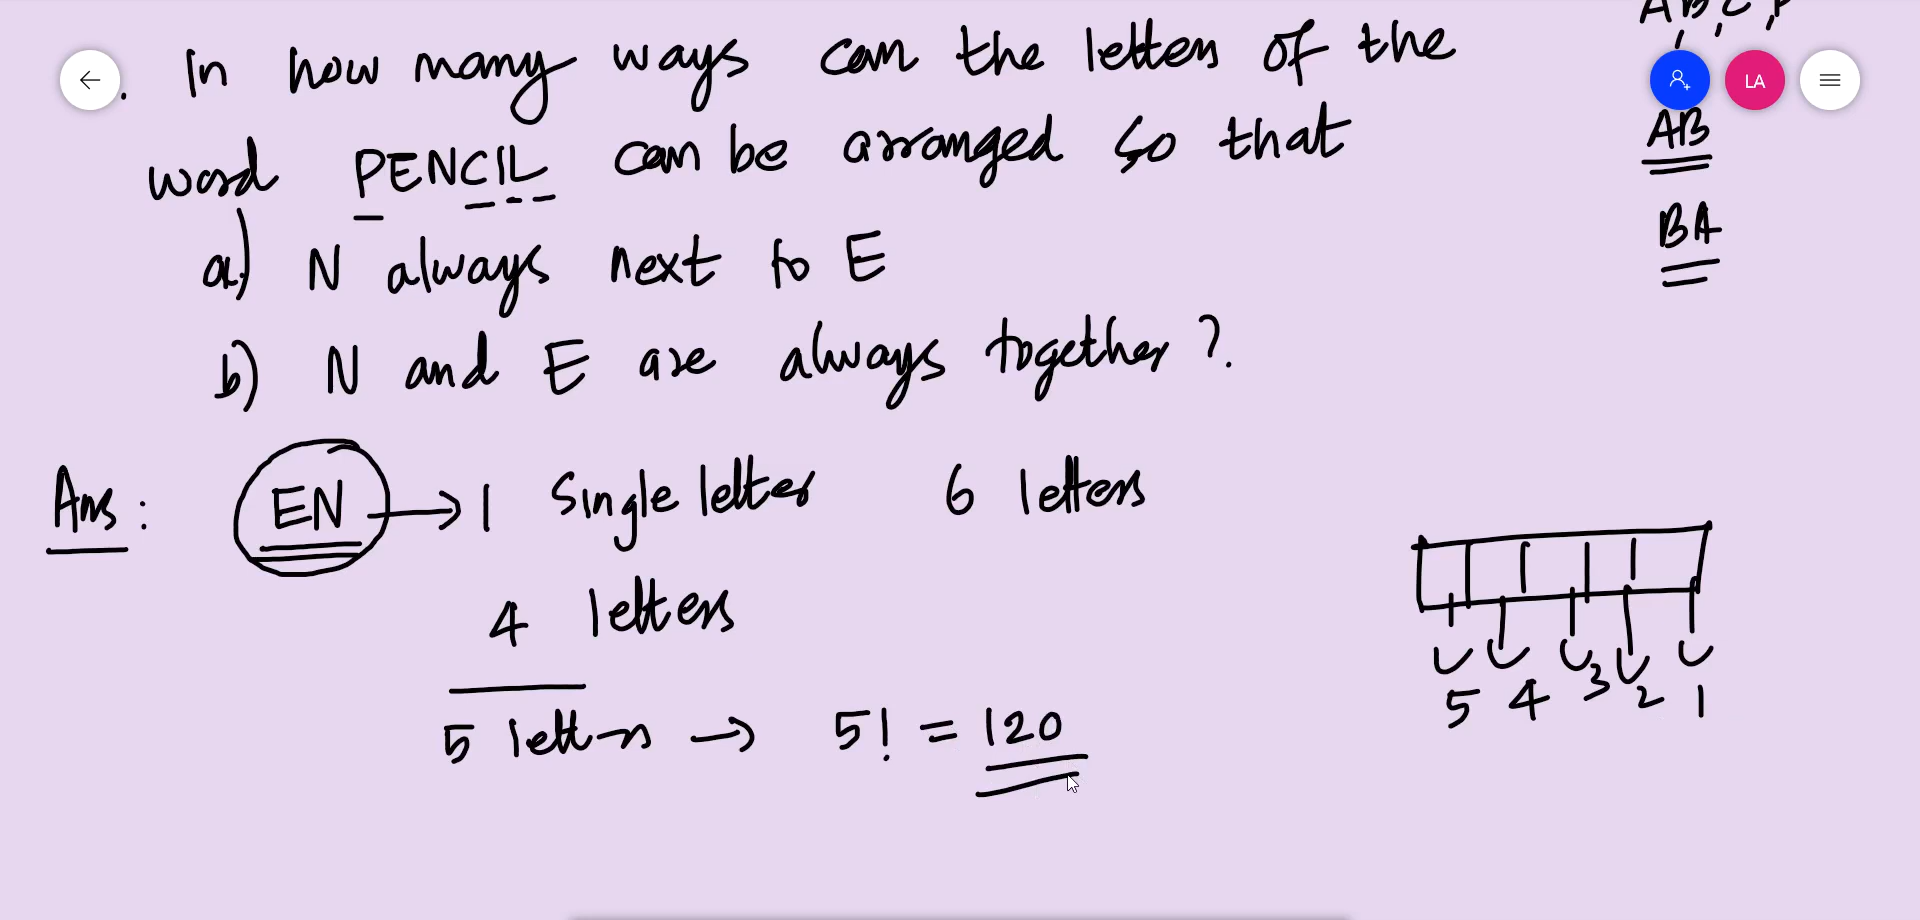 . In how many ways can the letters of the
word PENCIL can be arranged so that
a) N always next to E
b) N and E are always together ?.
Ans : EN → 1 Single letter 6 letters
4 letters
5 letters → 5! = 120
5 4 3 2 1
LA
AB
BA